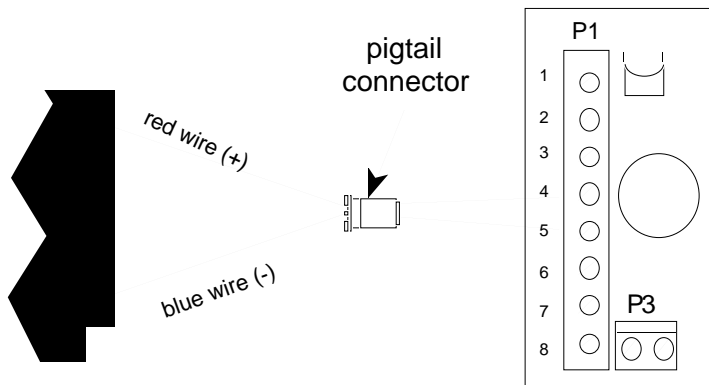 pigtail
connector
red wire (+)
blue wire (-)
P1
1
2
3
4
5
6
7
8
P3